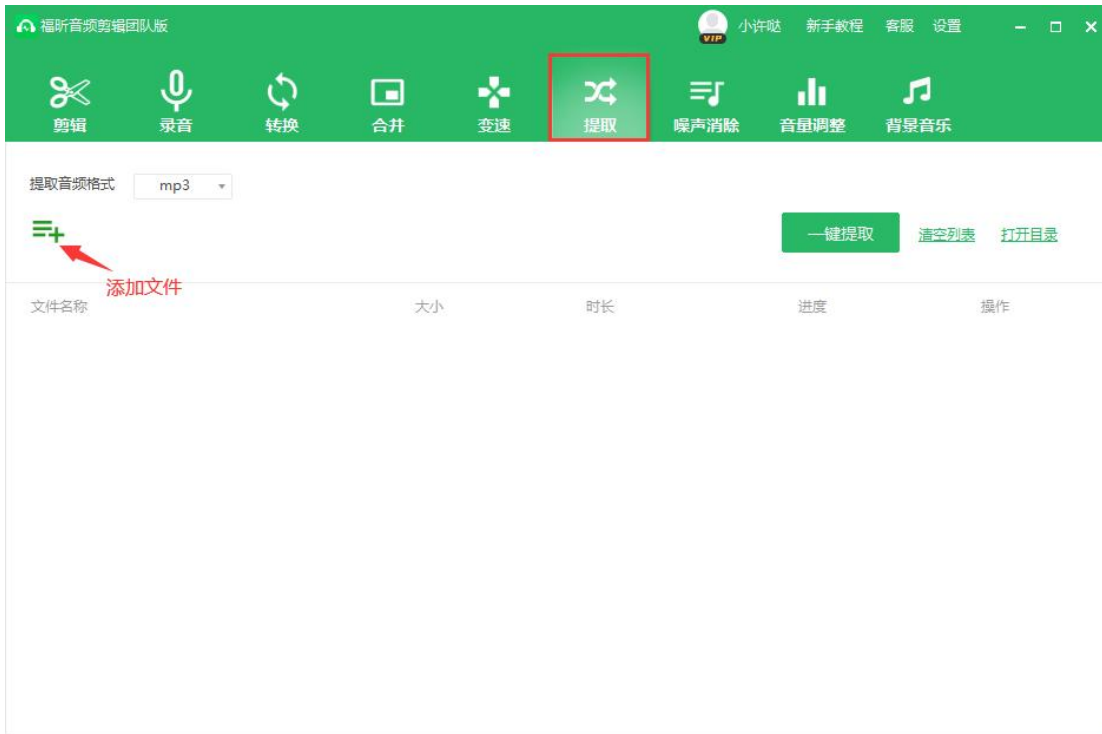 福昕音频剪辑团队版
VIP 小许哒 新手教程 客服 设置
剪辑 录音 转换 合并 变速 提取 噪声消除 音量调整 背景音乐
提取音频格式 mp3
一键提取 清空列表 打开目录
添加文件
文件名称 大小 时长 进度 操作